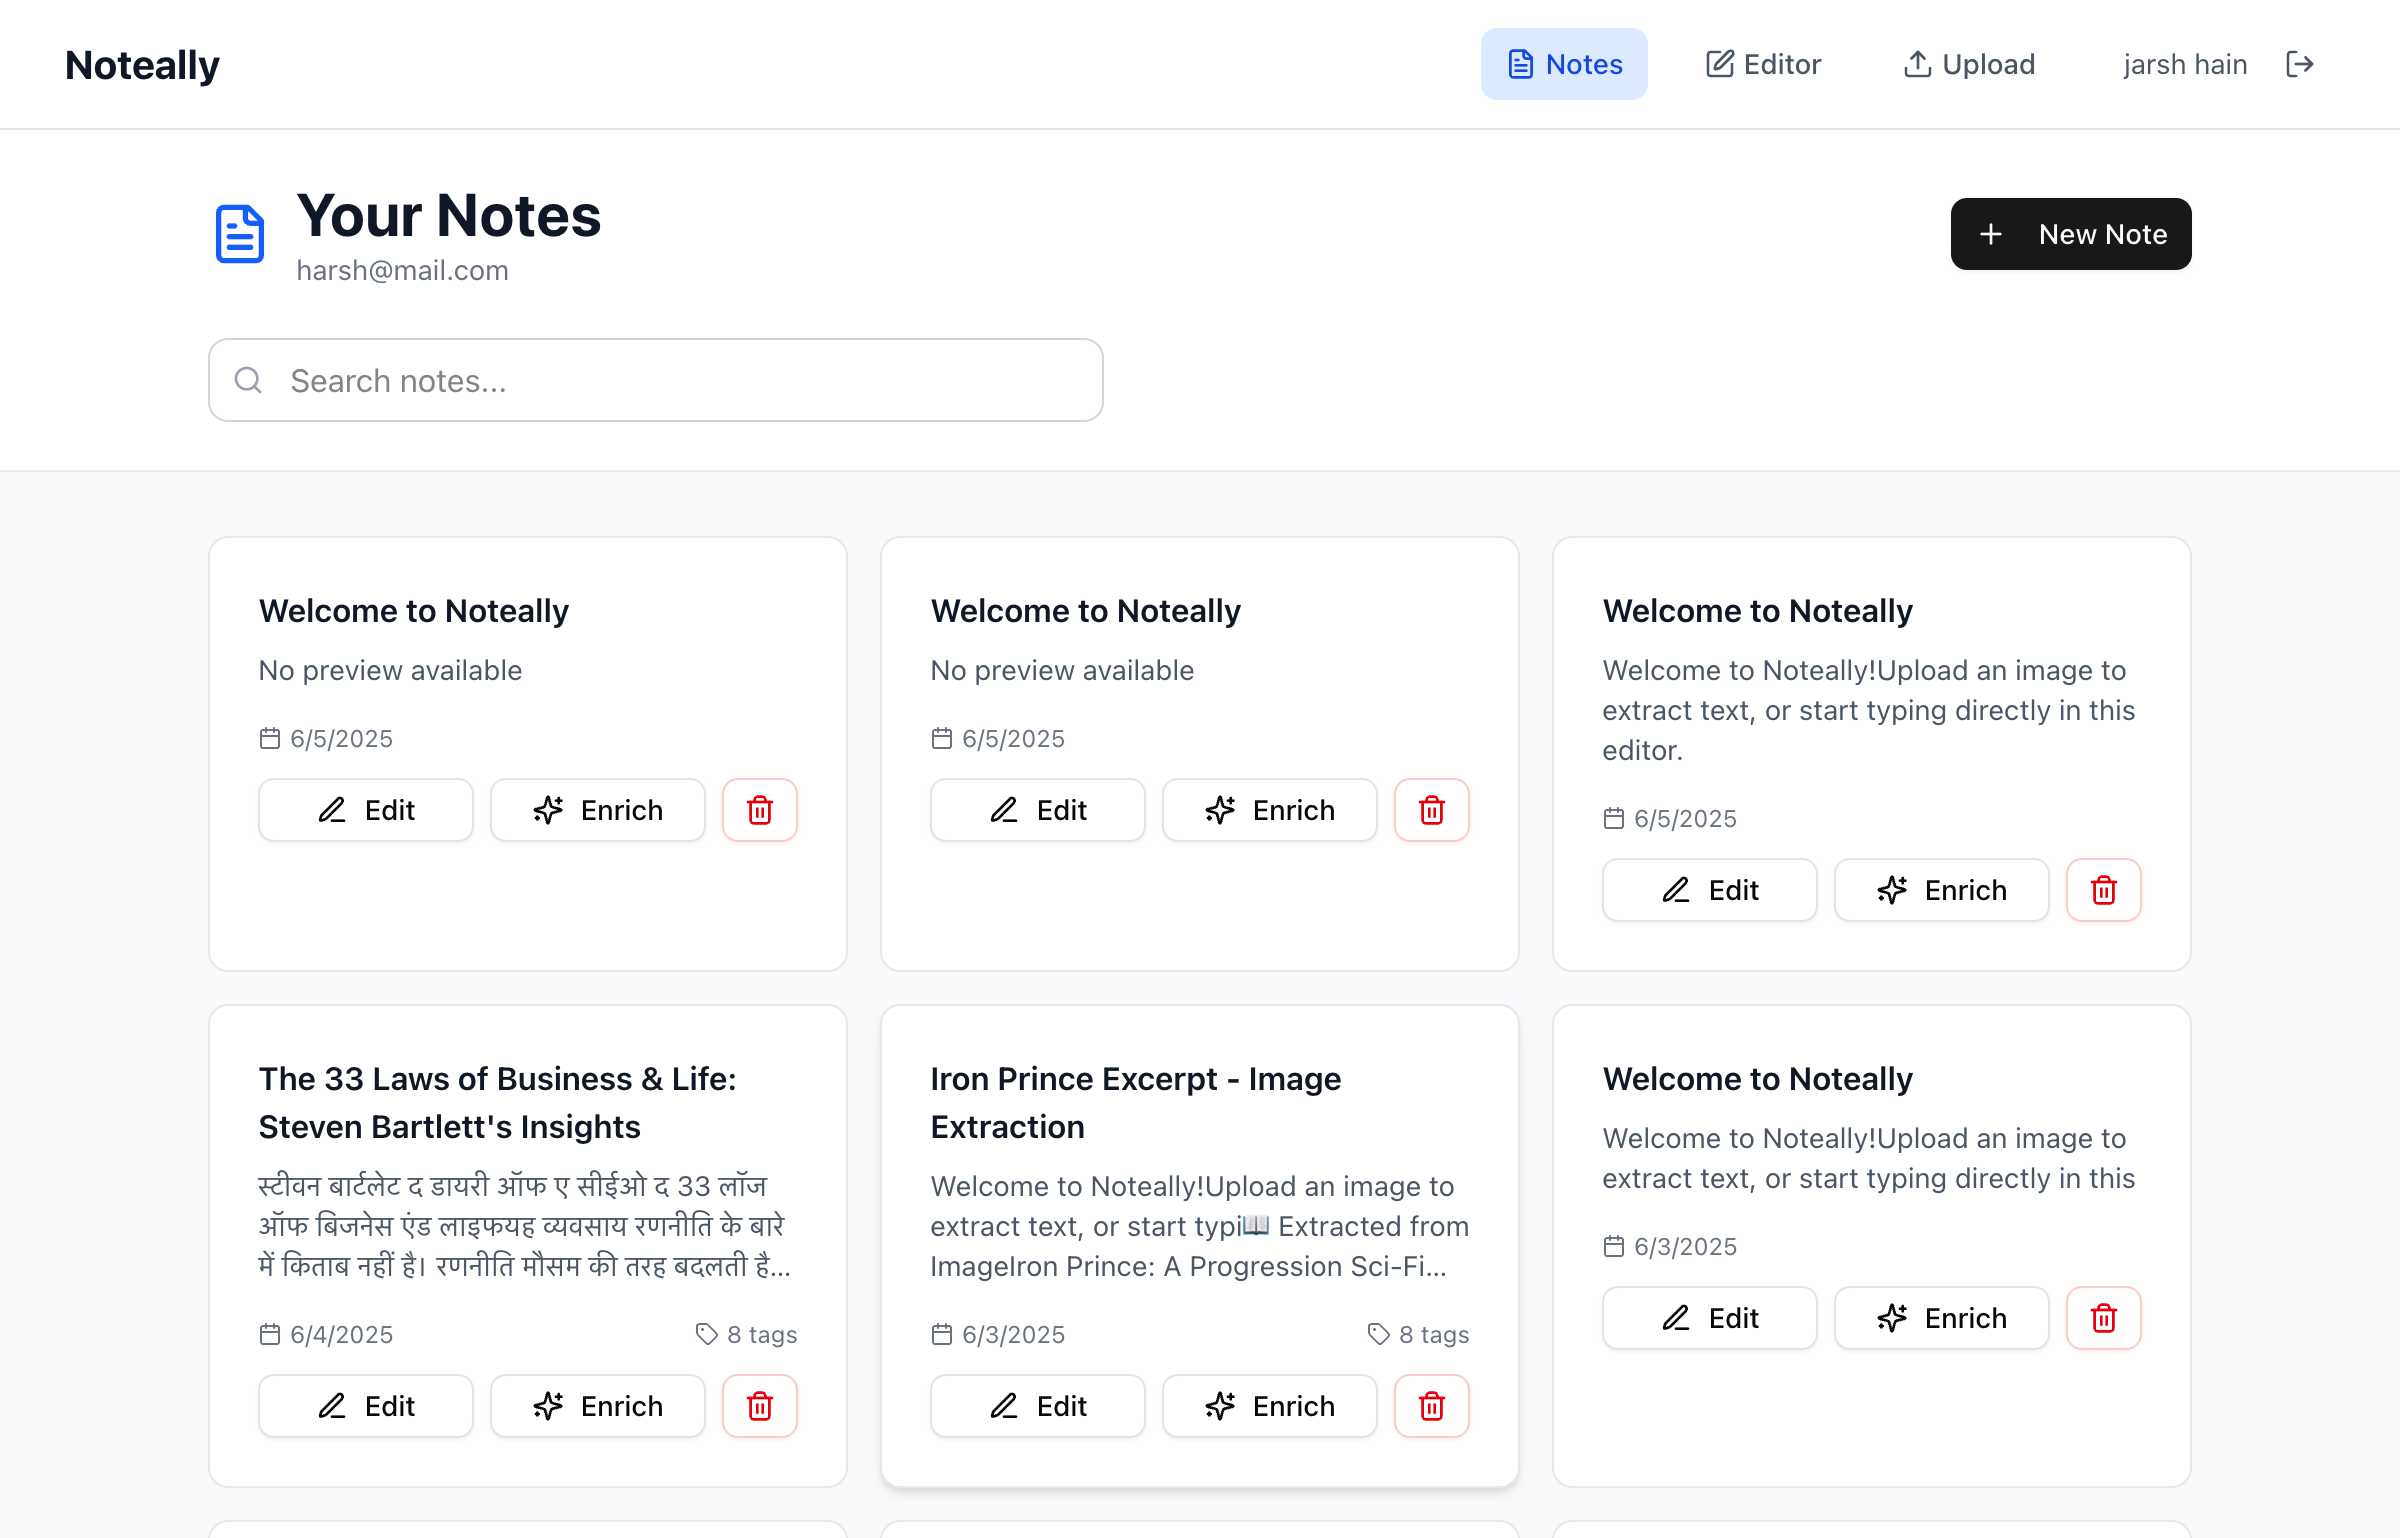 Noteally
Notes
Editor
Upload
jarsh hain
Your Notes
harsh@mail.com
New Note
Search notes...
Welcome to Noteally
No preview available
6/5/2025
Edit
Enrich
Welcome to Noteally
No preview available
6/5/2025
Edit
Enrich
Welcome to Noteally
Welcome to Noteally!Upload an image to
extract text, or start typing directly in this
editor.
6/5/2025
Edit
Enrich
The 33 Laws of Business & Life:
Steven Bartlett's Insights
स्टीवन बार्टलेट द डायरी ऑफ ए सीईओ द 33 लॉज
ऑफ बिजनेस एंड लाइफयह व्यवसाय रणनीति के बारे
में किताब नहीं है। रणनीति मौसम की तरह बदलती है...
6/4/2025
8 tags
Edit
Enrich
Iron Prince Excerpt - Image
Extraction
Welcome to Noteally!Upload an image to
extract text, or start typi📖 Extracted from
ImageIron Prince: A Progression Sci-Fi...
6/3/2025
8 tags
Edit
Enrich
Welcome to Noteally
Welcome to Noteally!Upload an image to
extract text, or start typing directly in this
6/3/2025
Edit
Enrich